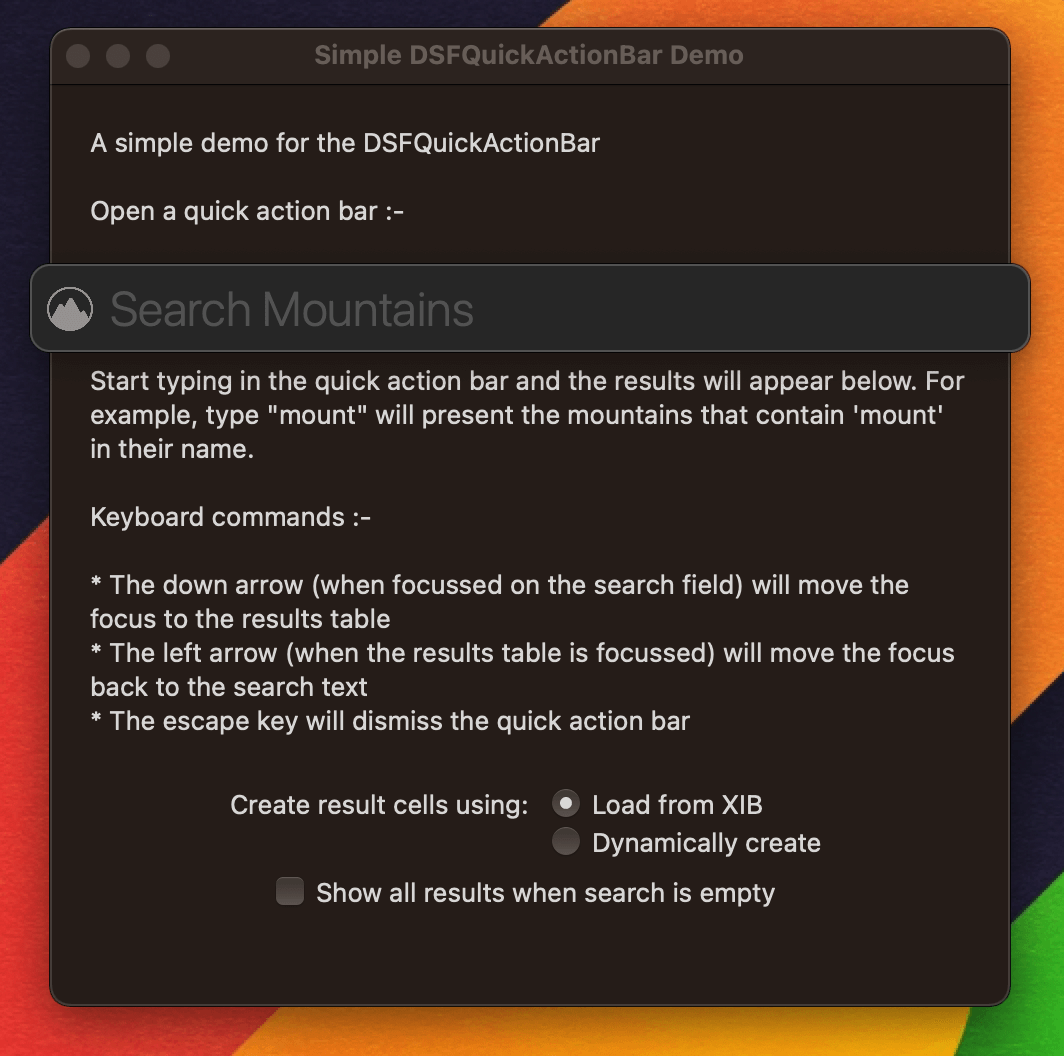 Simple DSFQuickActionBar Demo
A simple demo for the DSFQuickActionBar
Open a quick action bar :-
Search Mountains
Start typing in the quick action bar and the results will appear below. For
example, type "mount" will present the mountains that contain 'mount'
in their name.
Keyboard commands :-
* The down arrow (when focussed on the search field) will move the
focus to the results table
* The left arrow (when the results table is focussed) will move the focus
back to the search text
* The escape key will dismiss the quick action bar
Create result cells using: Load from XIB
Dynamically create
Show all results when search is empty